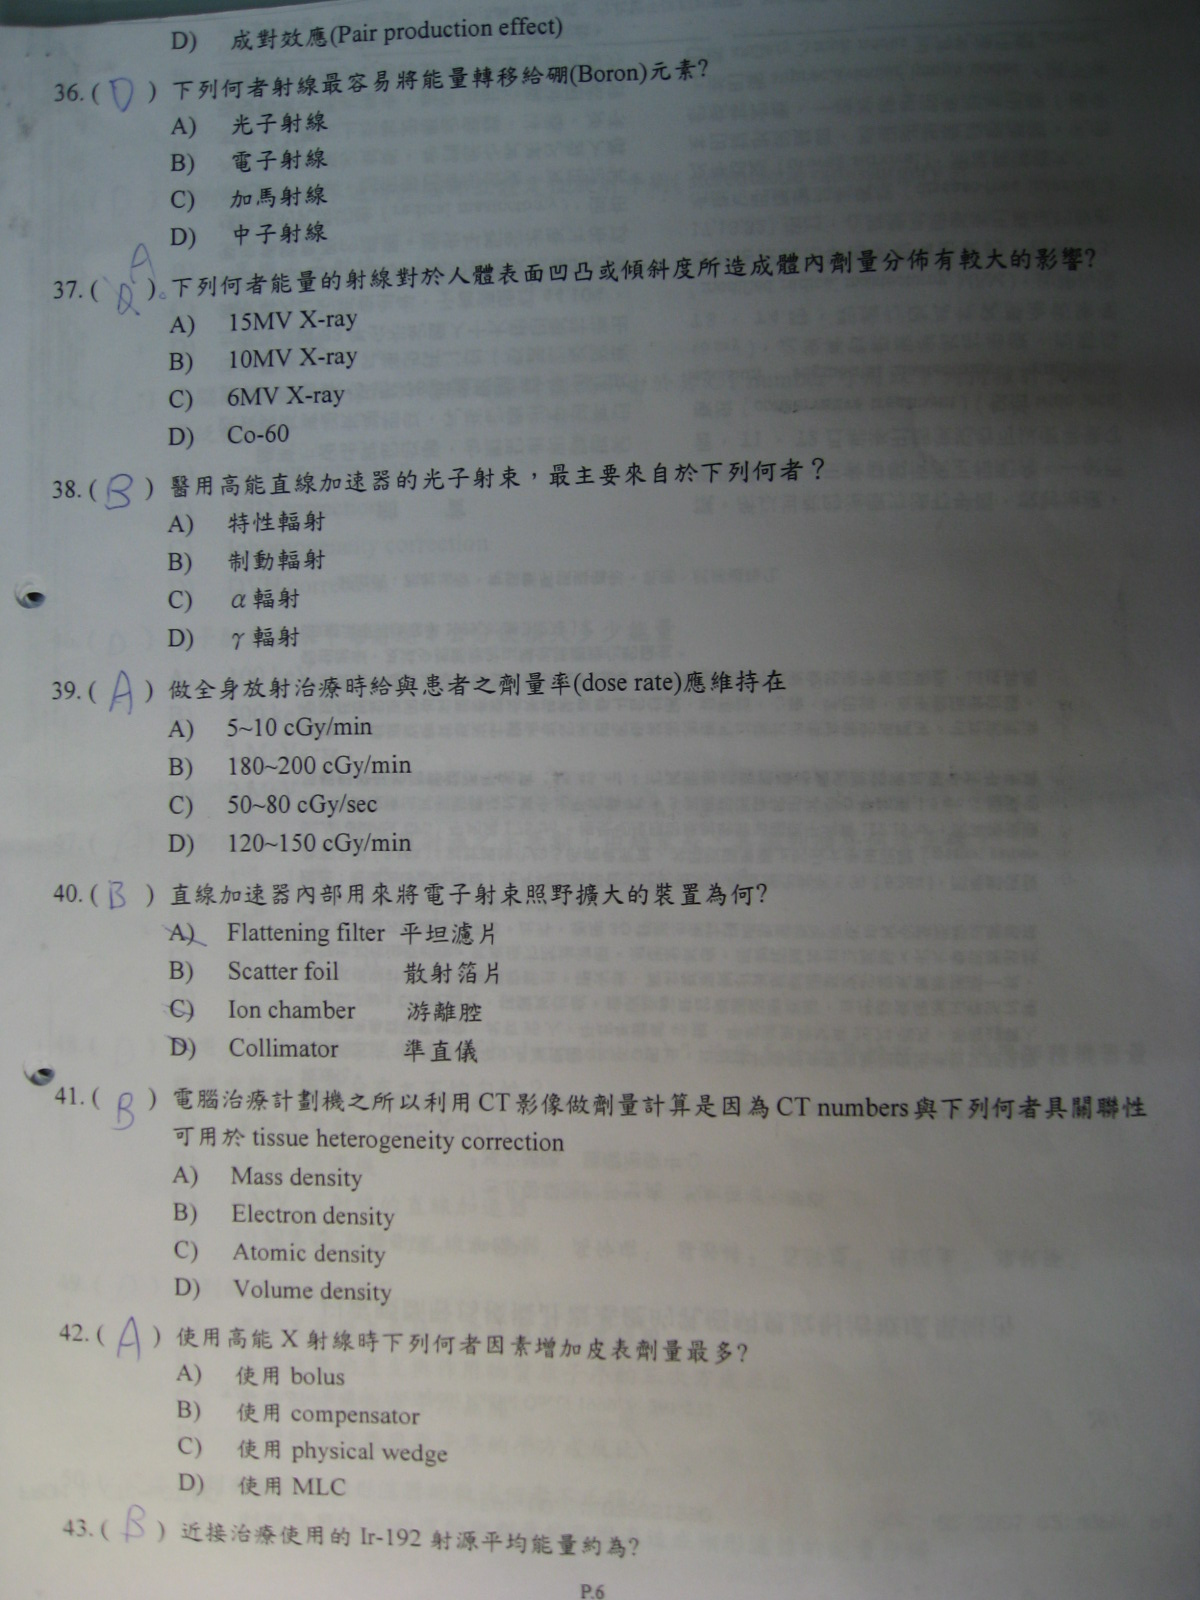 D) 成對效應(Pair production effect)
36.( D ) 下列何者射線最容易將能量轉移給硼(Boron)元素?
A) 光子射線
B) 電子射線
C) 加馬射線
D) 中子射線
A
37.( ) 下列何者能量的射線對於人體表面凹凸或傾斜度所造成體內劑量分佈有較大的影響?
A) 15MV X-ray
B) 10MV X-ray
C) 6MV X-ray
D) Co-60
38.( B ) 醫用高能直線加速器的光子射束，最主要來自於下列何者？
A) 特性輻射
B) 制動輻射
C) α輻射
D) γ輻射
39.( A ) 做全身放射治療時給與患者之劑量率(dose rate)應維持在
A) 5~10 cGy/min
B) 180~200 cGy/min
C) 50~80 cGy/sec
D) 120~150 cGy/min
40.( B ) 直線加速器內部用來將電子射束照野擴大的裝置為何?
A) Flattening filter 平坦濾片
B) Scatter foil 散射箔片
C) Ion chamber 游離腔
D) Collimator 準直儀
41.( B ) 電腦治療計劃機之所以利用CT影像做劑量計算是因為CT numbers與下列何者具關聯性
可用於 tissue heterogeneity correction
A) Mass density
B) Electron density
C) Atomic density
D) Volume density
42.( A ) 使用高能 X 射線時下列何者因素增加皮表劑量最多?
A) 使用 bolus
B) 使用 compensator
C) 使用 physical wedge
D) 使用 MLC
43.( B ) 近接治療使用的 Ir-192 射源平均能量約為?
P.6